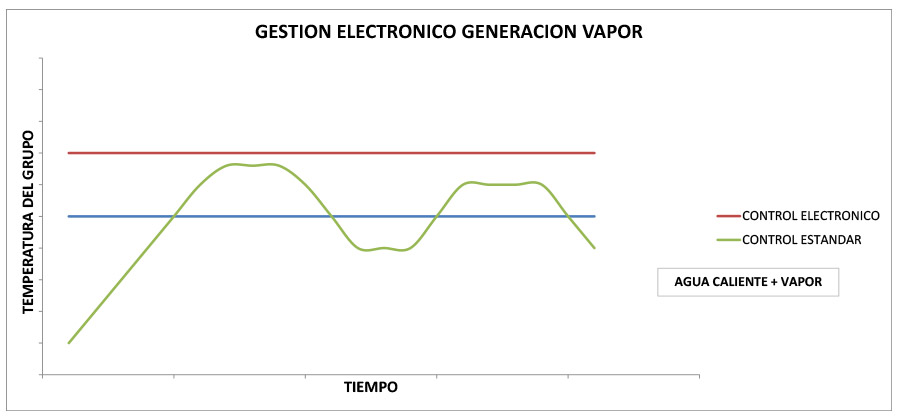 GESTION ELECTRONICO GENERACION VAPOR
TEMPERATURA DEL GRUPO
CONTROL ELECTRONICO
CONTROL ESTANDAR
AGUA CALIENTE + VAPOR
TIEMPO